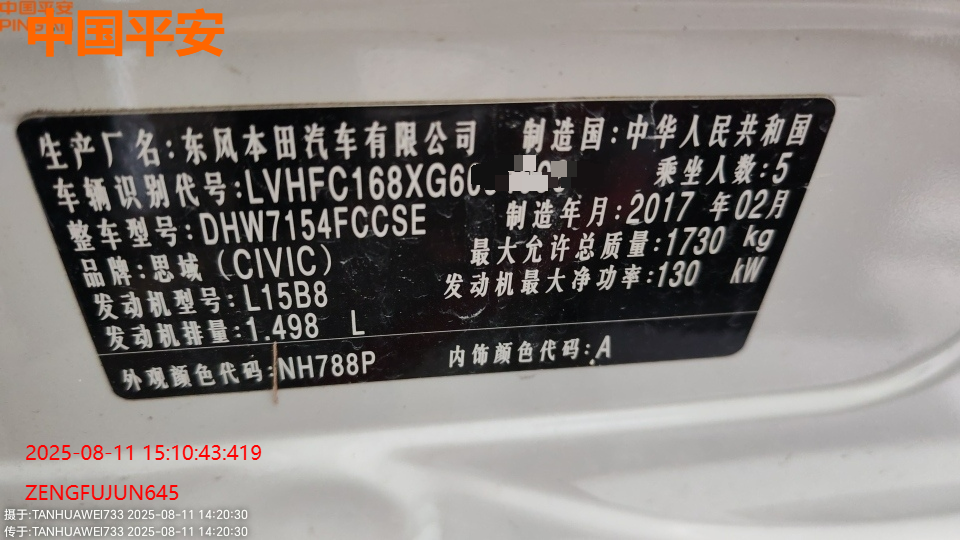 中国平安
PINGAN
中国平安
生产厂名:东风本田汽车有限公司 制造国:中华人民共和国
车辆识别代号:LVHFC168XG6 乘坐人数:5
整车型号:DHW7154FCCSE 制造年月:2017 年02月
品牌:思域(CIVIC) 最大允许总质量:1730 kg
发动机型号:L15B8 发动机最大净功率:130 kW
发动机排量:1.498 L
外观颜色代码:NH788P 内饰颜色代码:A
2025-08-11 15:10:43:419
ZENGFUJUN645
摄于:TANHUAWEI733 2025-08-11 14:20:30
传于:TANHUAWEI733 2025-08-11 14:20:30